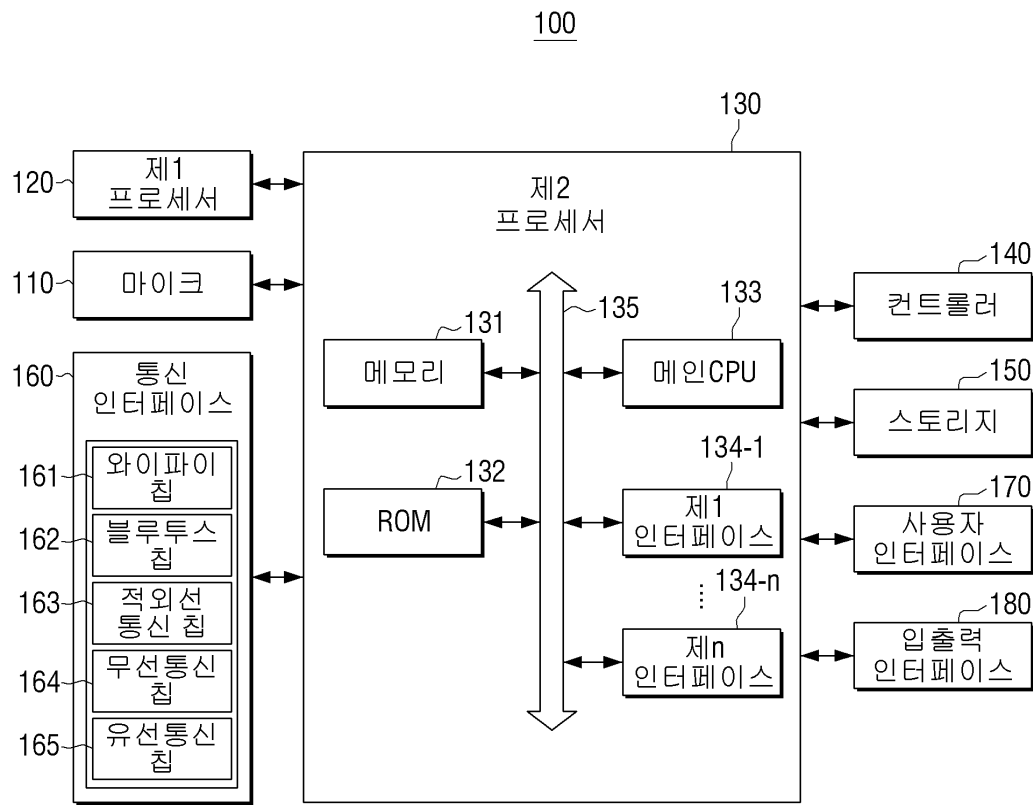 100
130
120
제1
프로세서
제2
프로세서
110
마이크
140
컨트롤러
131
메모리
135
133
메인CPU
160
통신
인터페이스
150
스토리지
161
와이파이
칩
132
ROM
134-1
제1
인터페이스
170
사용자
인터페이스
162
블루투스
칩
163
적외선
통신 칩
134-n
제n
인터페이스
180
입출력
인터페이스
164
무선통신
칩
165
유선통신
칩